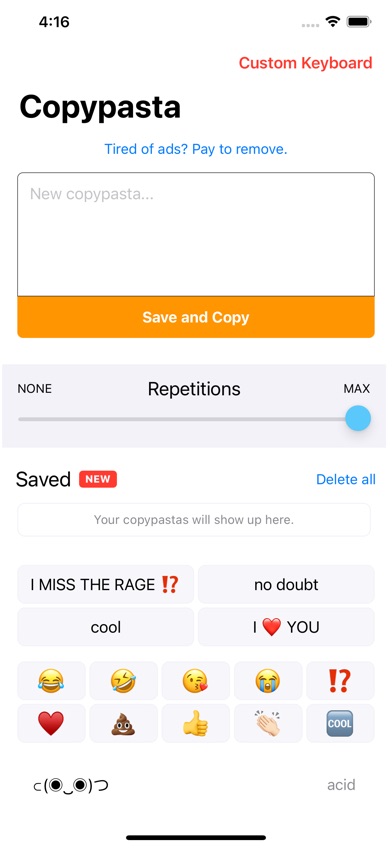 4:16
Custom Keyboard
Copypasta
Tired of ads? Pay to remove.
New copypasta...
Save and Copy
NONE Repetitions MAX
Saved NEW Delete all
Your copypastas will show up here.
I MISS THE RAGE ⁉️ no doubt
cool I ❤️ YOU
😂 🤣 😘 😭 ⁉️
♥️ 💩 👍 👏🏻 🆒
⊂(◉‿◉)つ acid